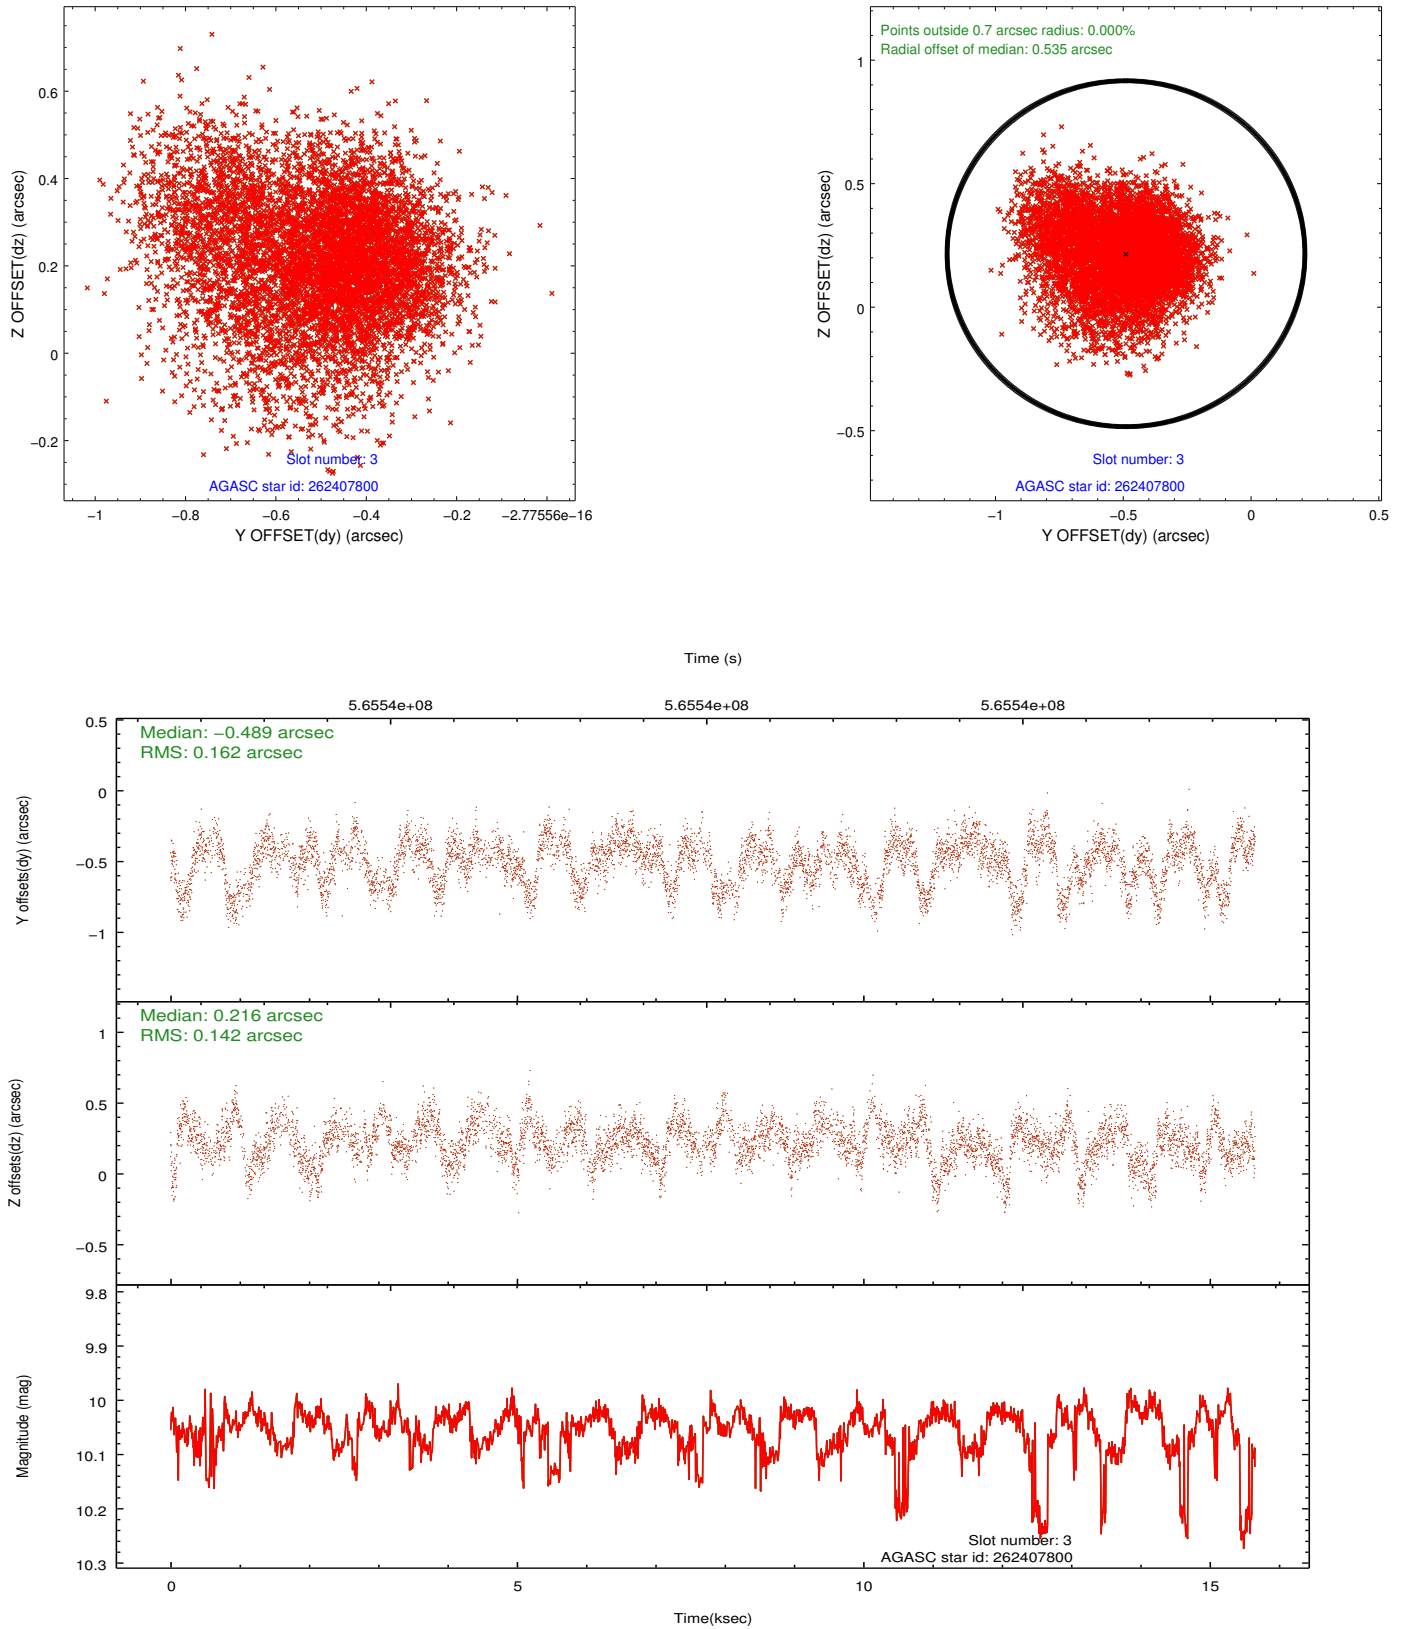 0.6
0.4
0.2
0
−0.2
Z OFFSET(dz) (arcsec)
Slot number: 3
AGASC star id: 262407800
−1
−0.8
−0.6
−0.4
−0.2
−2.77556e−16
Y OFFSET(dy) (arcsec)
Points outside 0.7 arcsec radius: 0.000%
Radial offset of median: 0.535 arcsec
1
0.5
0
−0.5
Z OFFSET(dz) (arcsec)
Slot number: 3
AGASC star id: 262407800
−1
−0.5
0
0.5
Y OFFSET(dy) (arcsec)
Time (s)
5.6554e+08
5.6554e+08
5.6554e+08
Median: −0.489 arcsec
RMS: 0.162 arcsec
0.5
0
−0.5
−1
Y offsets(dy) (arcsec)
Median: 0.216 arcsec
RMS: 0.142 arcsec
1
0.5
0
−0.5
Z offsets(dz) (arcsec)
9.8
9.9
10
10.1
10.2
10.3
Magnitude (mag)
Slot number: 3
AGASC star id: 262407800
0
5
10
15
Time(ksec)